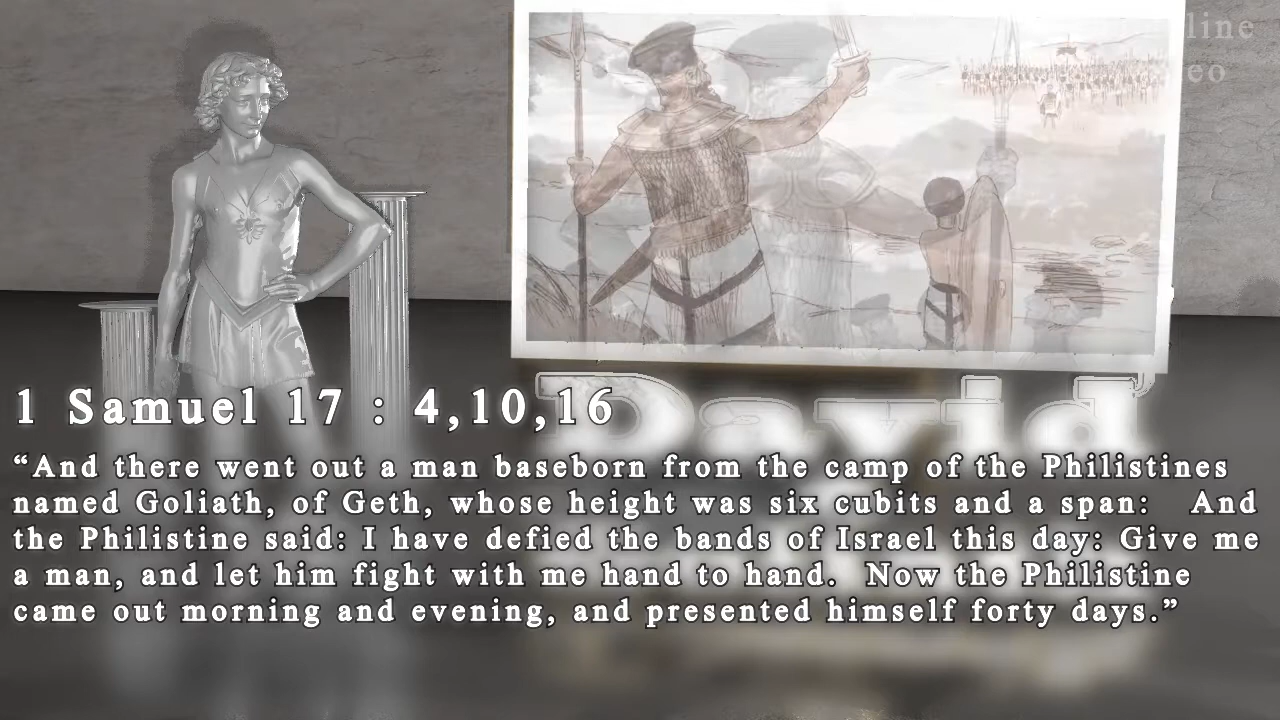 line
eo
David
1 Samuel 17 : 4,10,16
“And there went out a man baseborn from the camp of the Philistines
named Goliath, of Geth, whose height was six cubits and a span:   And
the Philistine said: I have defied the bands of Israel this day: Give me
a man, and let him fight with me hand to hand.  Now the Philistine
came out morning and evening, and presented himself forty days.”